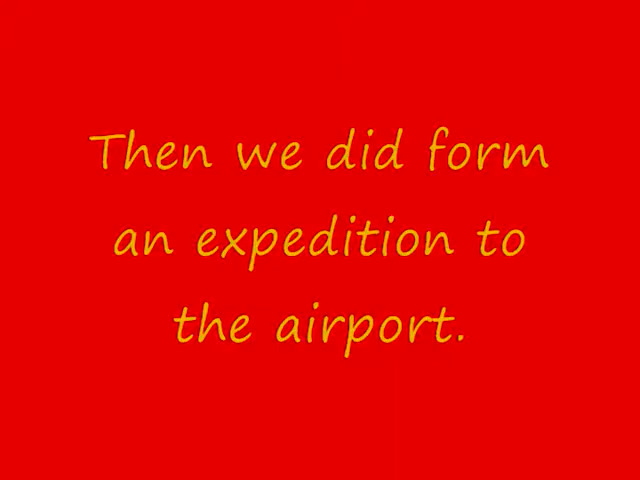 Then we did form
an expedition to
the airport.